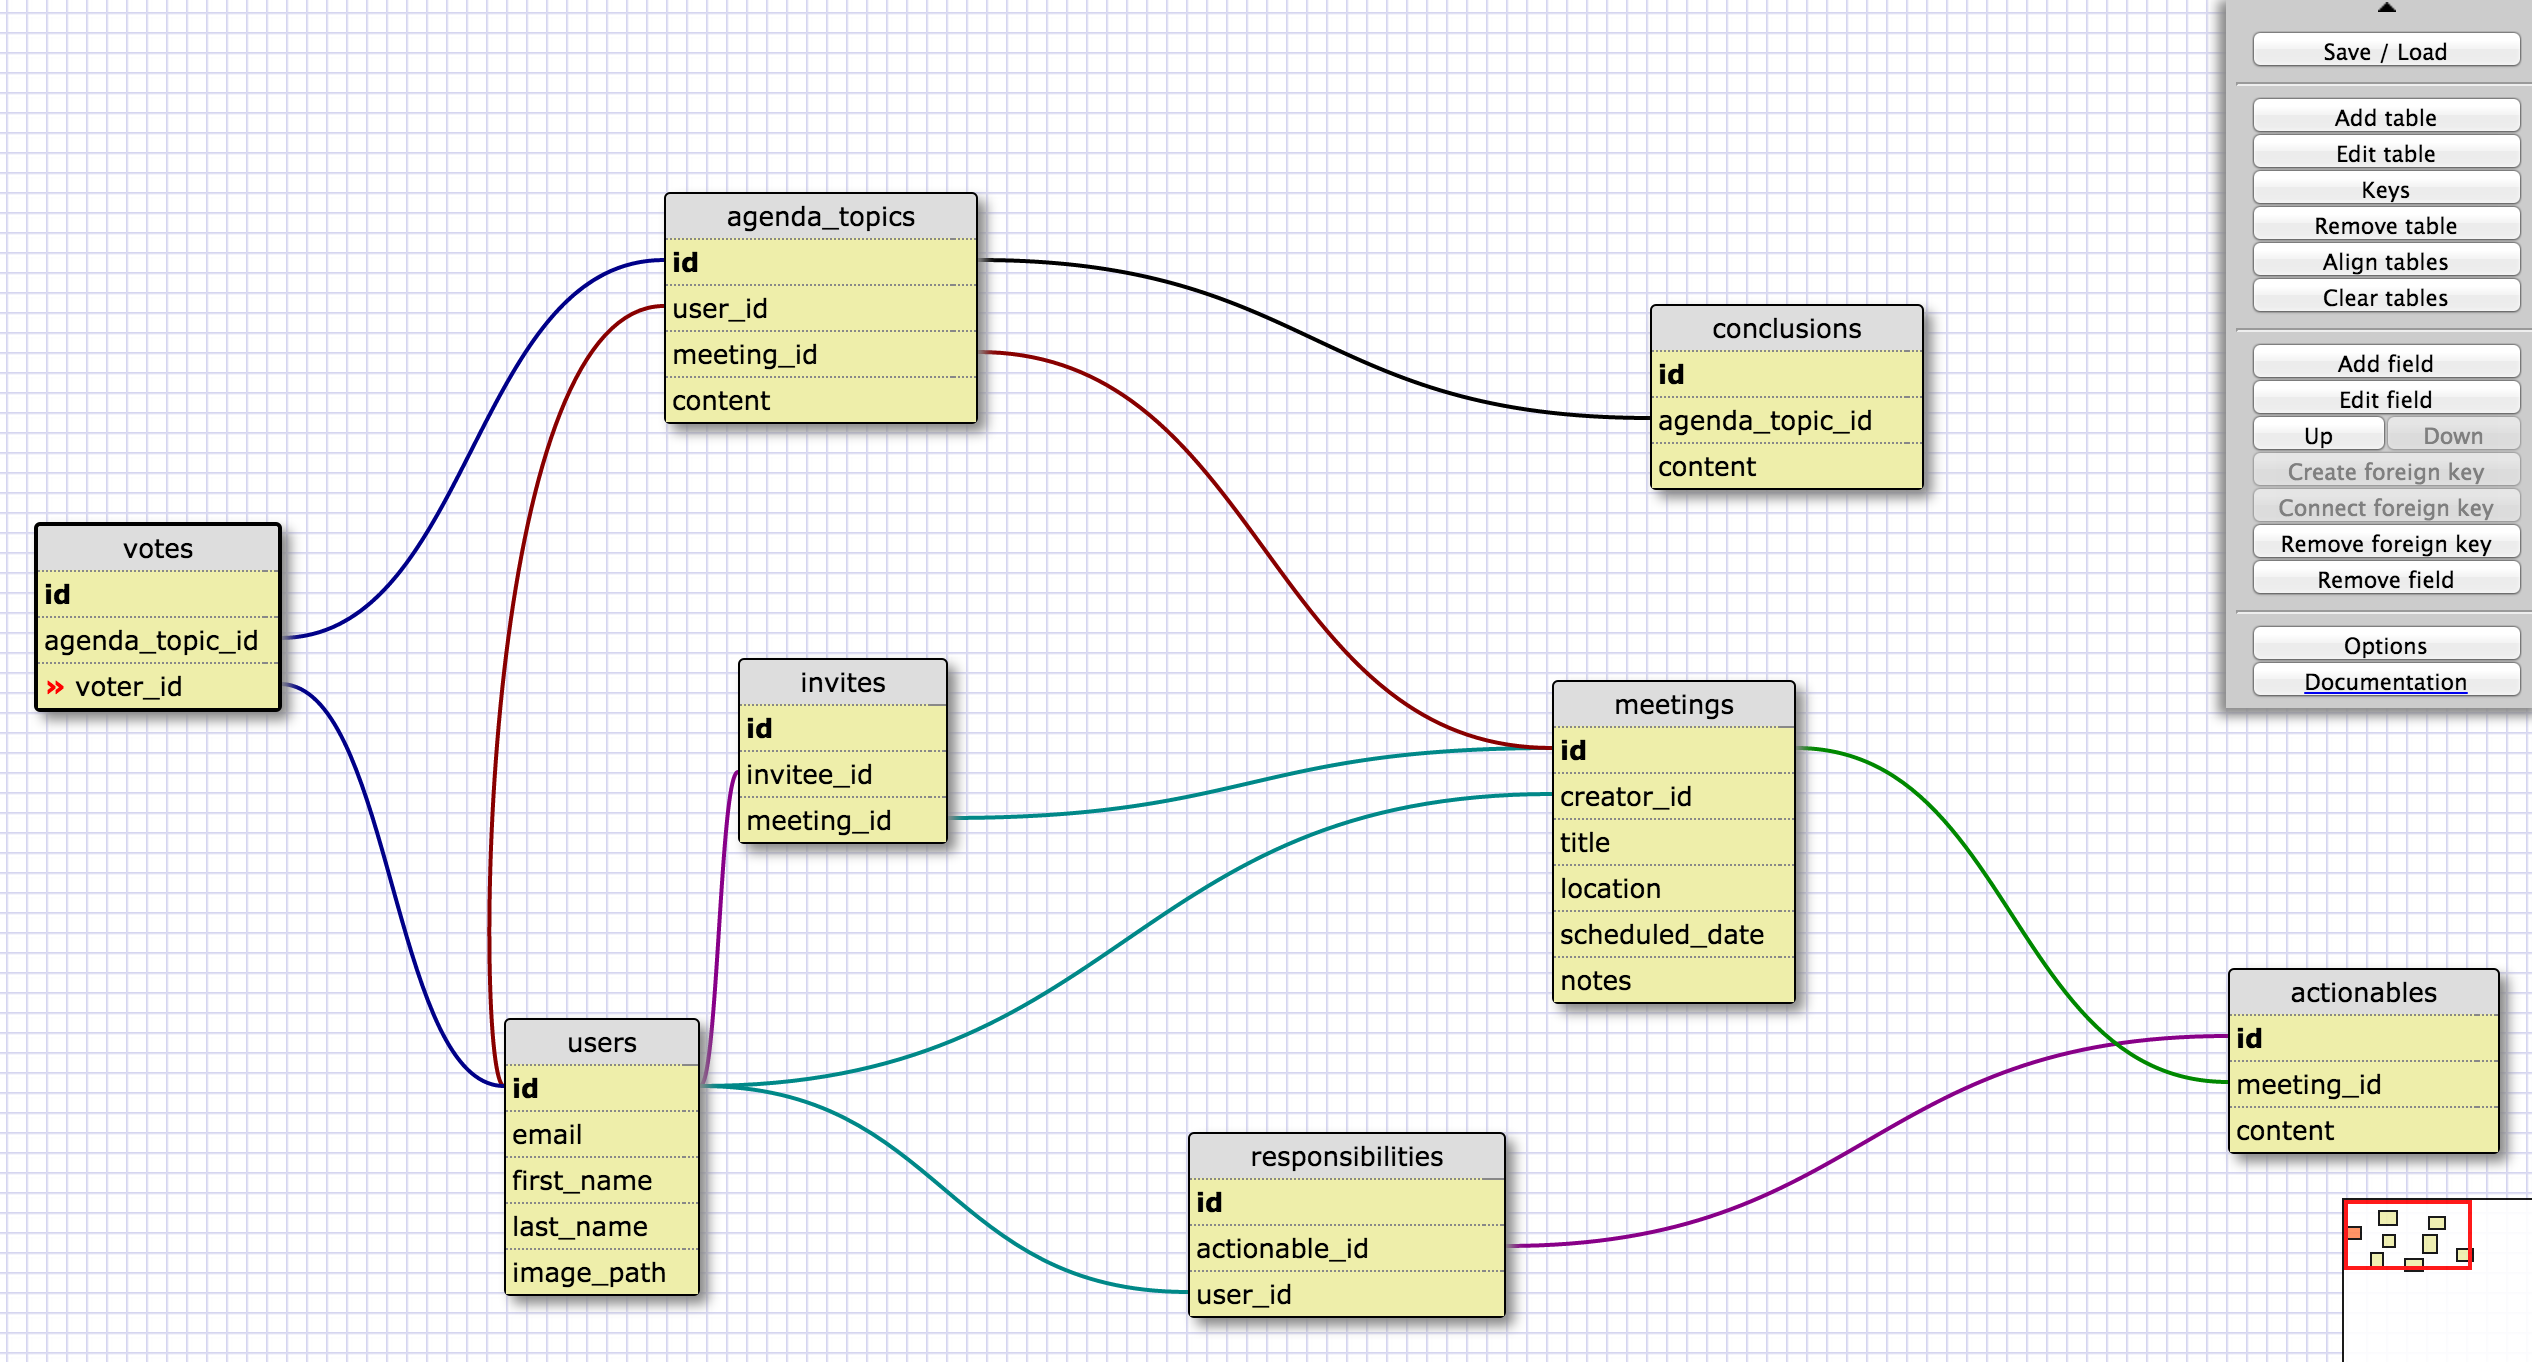 agenda_topics
id
user_id
meeting_id
content
conclusions
id
agenda_topic_id
content
votes
id
agenda_topic_id
» voter_id
invites
id
invitee_id
meeting_id
meetings
id
creator_id
title
location
scheduled_date
notes
users
id
email
first_name
last_name
image_path
responsibilities
id
actionable_id
user_id
actionables
id
meeting_id
content
Save / Load
Add table
Edit table
Keys
Remove table
Align tables
Clear tables
Add field
Edit field
Up Down
Create foreign key
Connect foreign key
Remove foreign key
Remove field
Options
Documentation